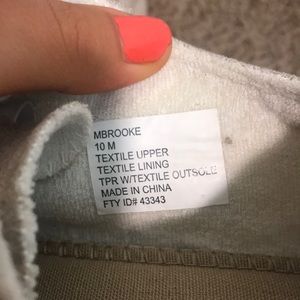 MBROOKE
10 M
TEXTILE UPPER
TEXTILE LINING
TPR W/TEXTILE OUTSOLE
MADE IN CHINA
FTY ID# 43343